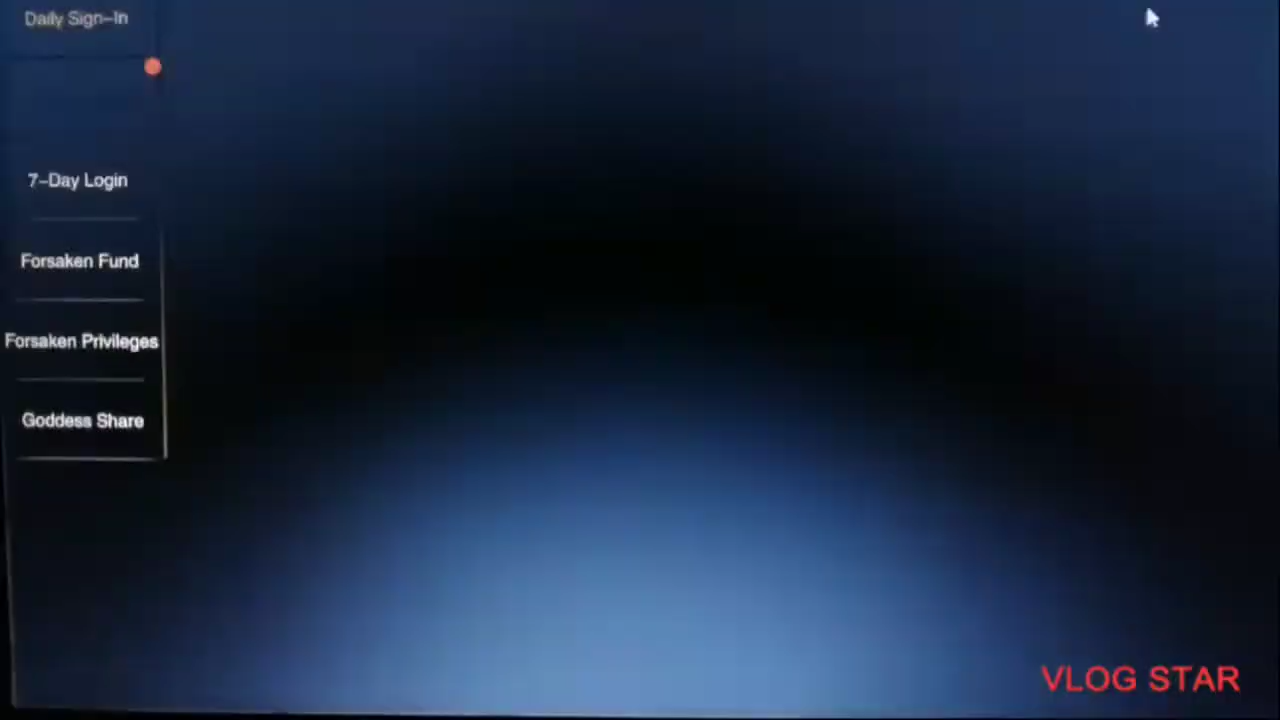 Daily Sign-In
7-Day Login
Forsaken Fund
Forsaken Privileges
Goddess Share
VLOG STAR